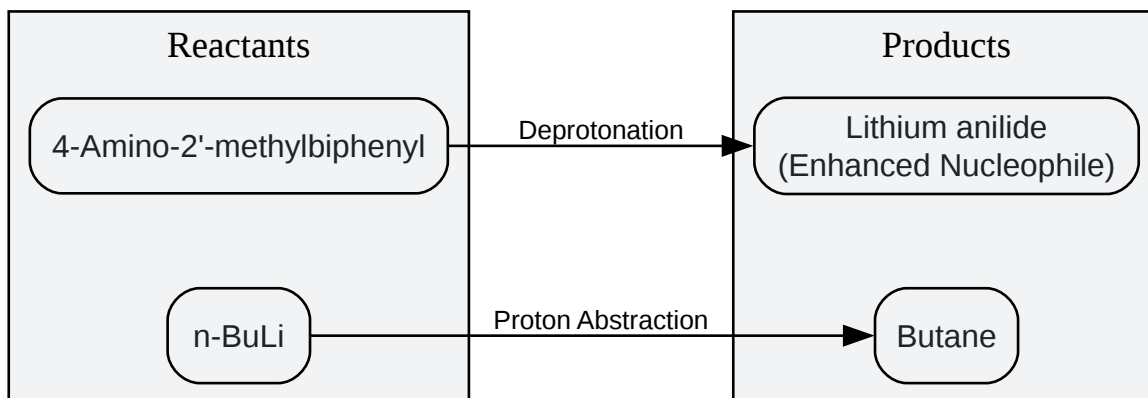 Reactants
Products
4-Amino-2'-methylbiphenyl
Deprotonation
Lithium anilide
(Enhanced Nucleophile)
n-BuLi
Proton Abstraction
Butane